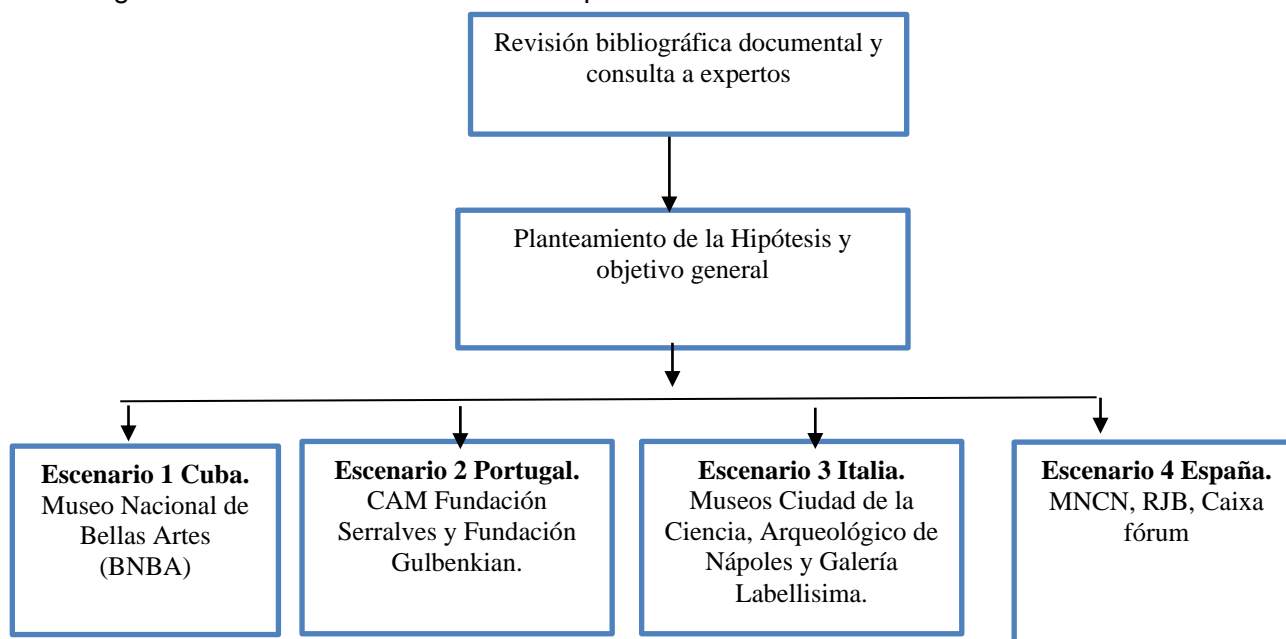 Revisión bibliográfica documental y
consulta a expertos
Planteamiento de la Hipótesis y
objetivo general
Escenario 1 Cuba.
Museo Nacional de
Bellas Artes
(BNBA)
Escenario 2 Portugal.
CAM Fundación
Serralves y Fundación
Gulbenkian.
Escenario 3 Italia.
Museos Ciudad de la
Ciencia, Arqueológico de
Nápoles y Galería
Labellisima.
Escenario 4 España.
MNCN, RJB, Caixa
fórum